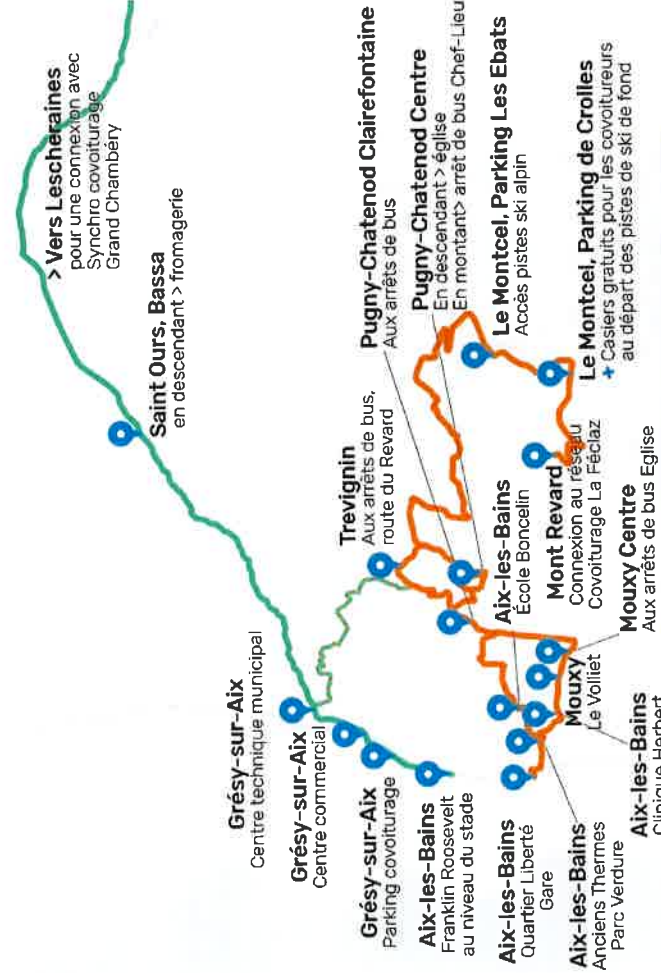 > Vers Lescheraines
pour une connexion avec
Synchro covoiturage
Grand Chambéry
Saint Ours, Bassa
en descendant > fromagerie
Grésy-sur-Aix
Centre technique municipal
Grésy-sur-Aix
Centre commercial
Grésy-sur-Aix
Parking covoiturage
Aix-les-Bains
Franklin Roosevelt
au niveau du stade
Aix-les-Bains
Quartier Liberté
Gare
Aix-les-Bains
Anciens Thermes
Parc Verdure
Aix-les-Bains
Clinique Herbert
Mouxy
Le Volliet
Mouxy Centre
Aux arrêts de bus Eglise
Aix-les-Bains
École Boncelin
Trevignin
Aux arrêts de bus,
route du Revard
Pugny-Chatenod Clairefontaine
Aux arrêts de bus
Pugny-Chatenod Centre
En descendant > église
En montant> arrêt de bus Chef-Lieu
Le Montcel, Parking Les Ebats
Accès pistes ski alpin
Le Montcel, Parking de Crolles
+ Casiers gratuits pour les covoitureurs
au départ des pistes de ski de fond
Mont Revard
Connexion au réseau
Covoiturage La Féclaz